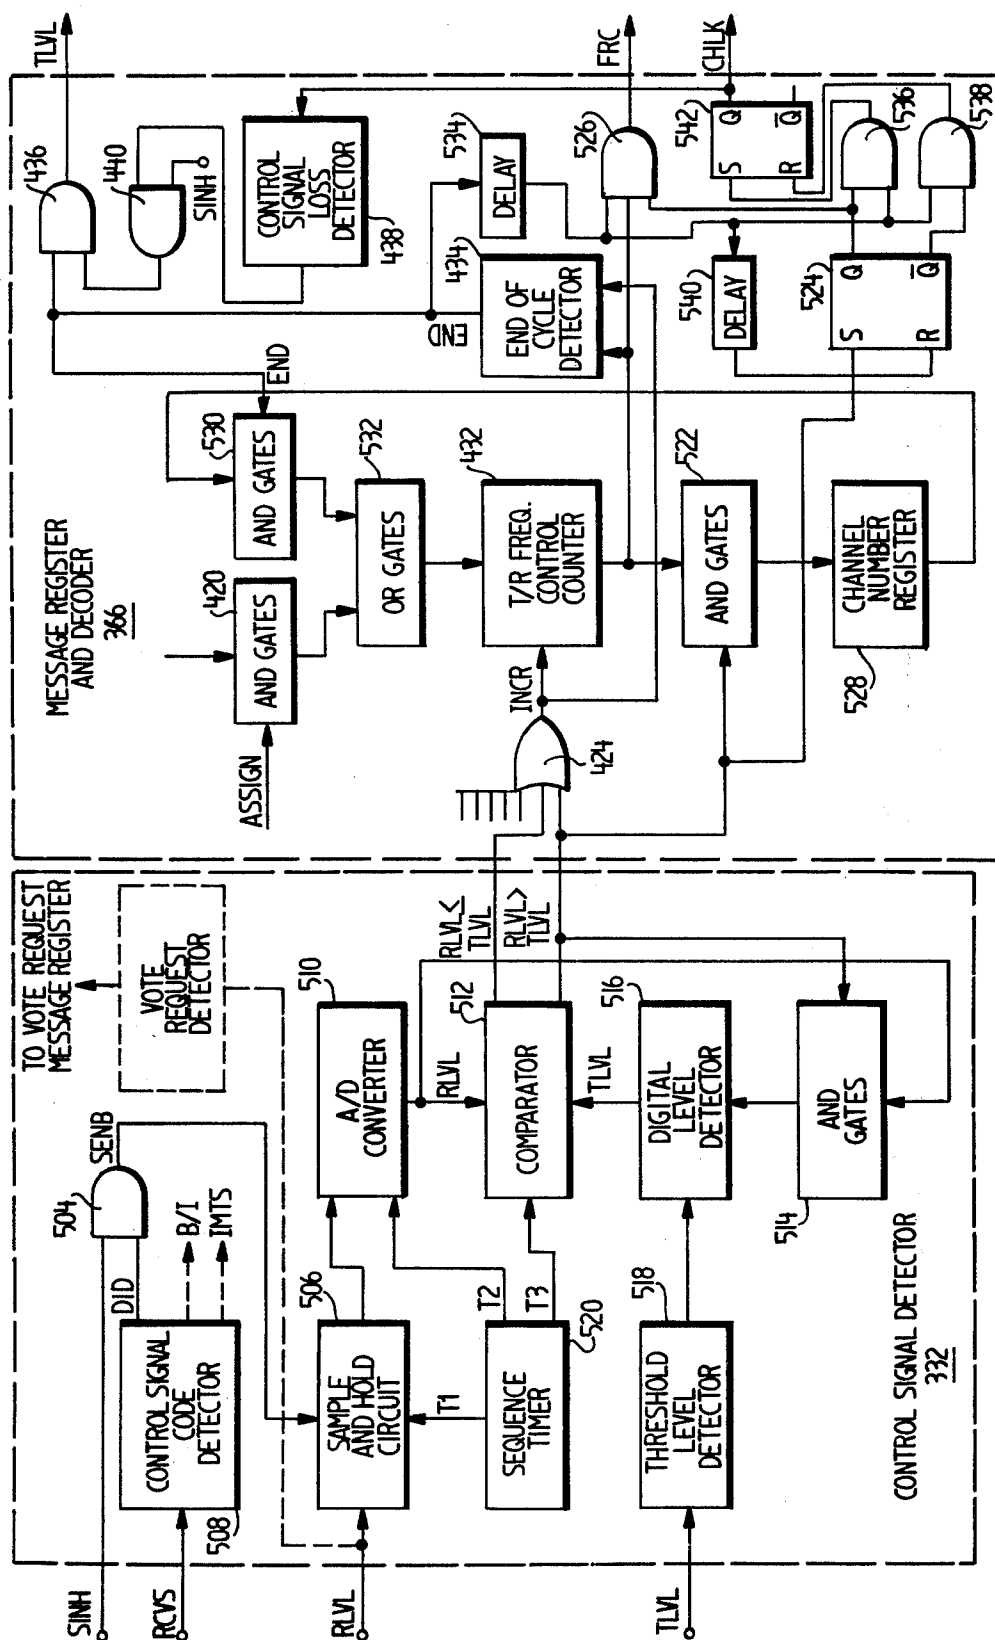 TLVL
FRC
CHLK
MESSAGE REGISTER
AND DECODER
366
436
440
SINH
CONTROL
SIGNAL
LOSS
DETECTOR
438
534
DELAY
526
542
S
Q
R
Q
536
538
END
530
AND GATES
END
434
END OF
CYCLE
DETECTOR
540
DELAY
524
S
Q
R
Q
420
AND GATES
ASSIGN
532
OR GATES
432
T/R FREQ.
CONTROL
COUNTER
INCR
424
522
AND GATES
CHANNEL
NUMBER
REGISTER
528
TO VOTE REQUEST
MESSAGE REGISTER
VOTE
REQUEST
DETECTOR
RLVL≤
TLVL
RLVL>
TLVL
504
SENB
DID
B/I
IMTS
CONTROL SIGNAL
CODE
DETECTOR
508
510
A/D
CONVERTER
RLVL
512
COMPARATOR
TLVL
516
DIGITAL
LEVEL
DETECTOR
AND
GATES
514
506
SAMPLE
AND HOLD
CIRCUIT
T1
T2
T3
SEQUENCE
TIMER
520
518
THRESHOLD
LEVEL
DETECTOR
CONTROL SIGNAL DETECTOR
332
SINH
RCVS
RLVL
TLVL